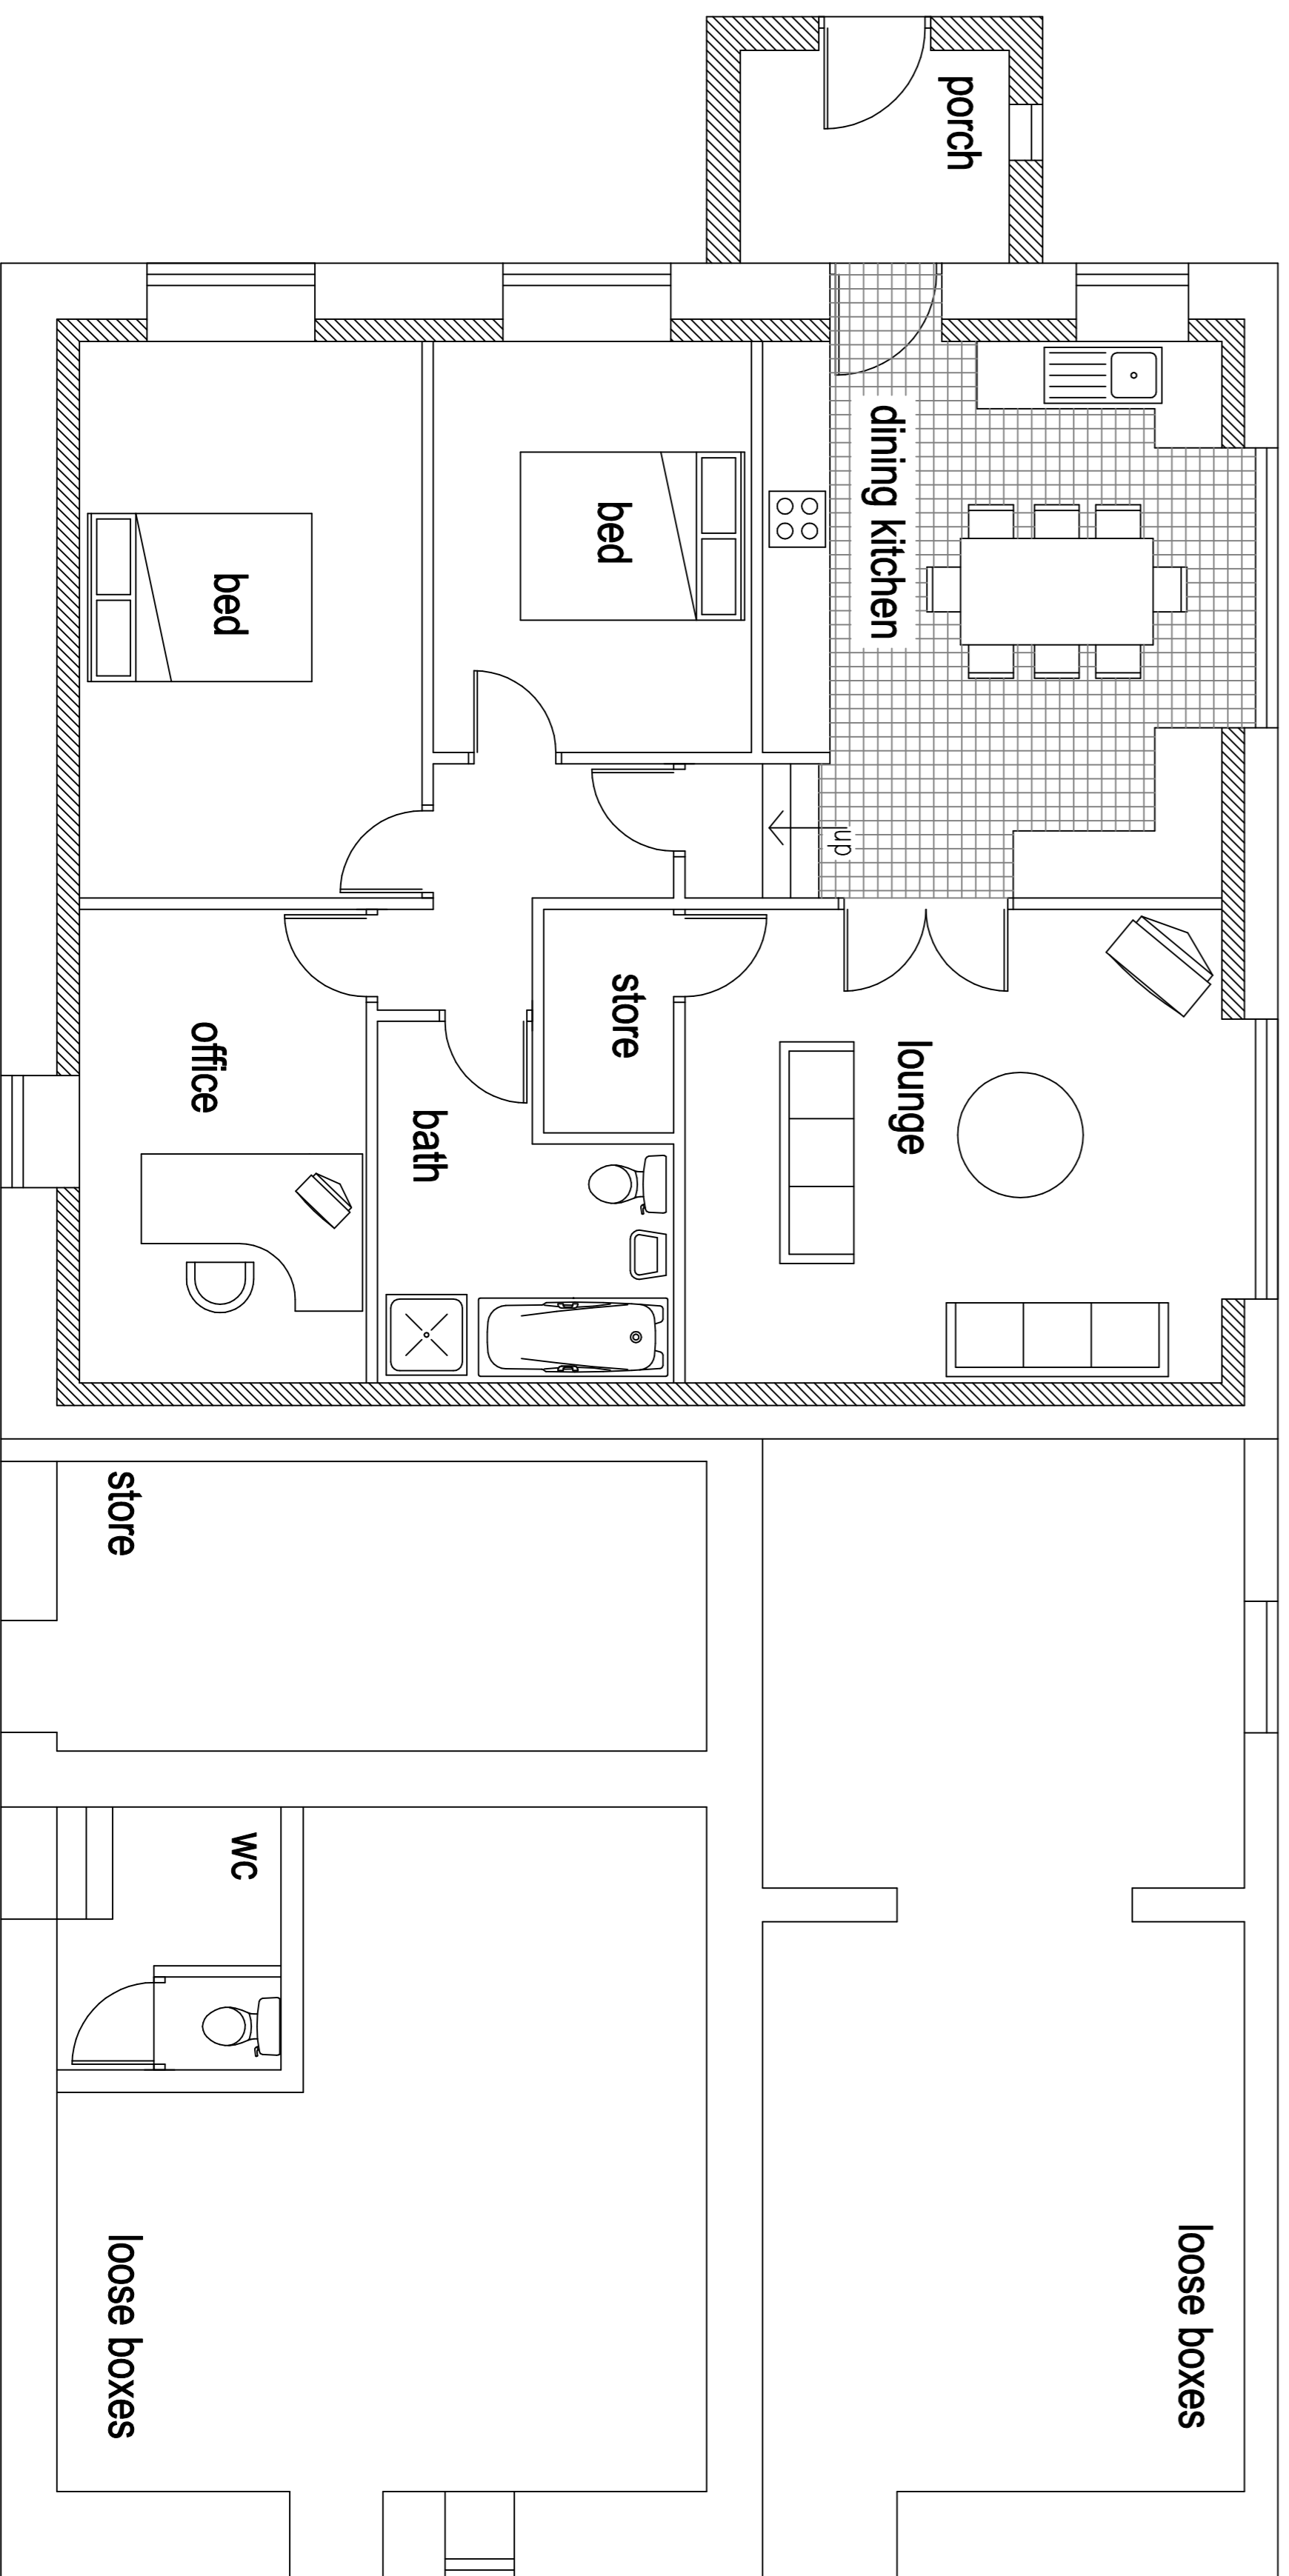 porch
dining kitchen
bed
bed
up
lounge
store
office
bath
store
wc
loose boxes
loose boxes